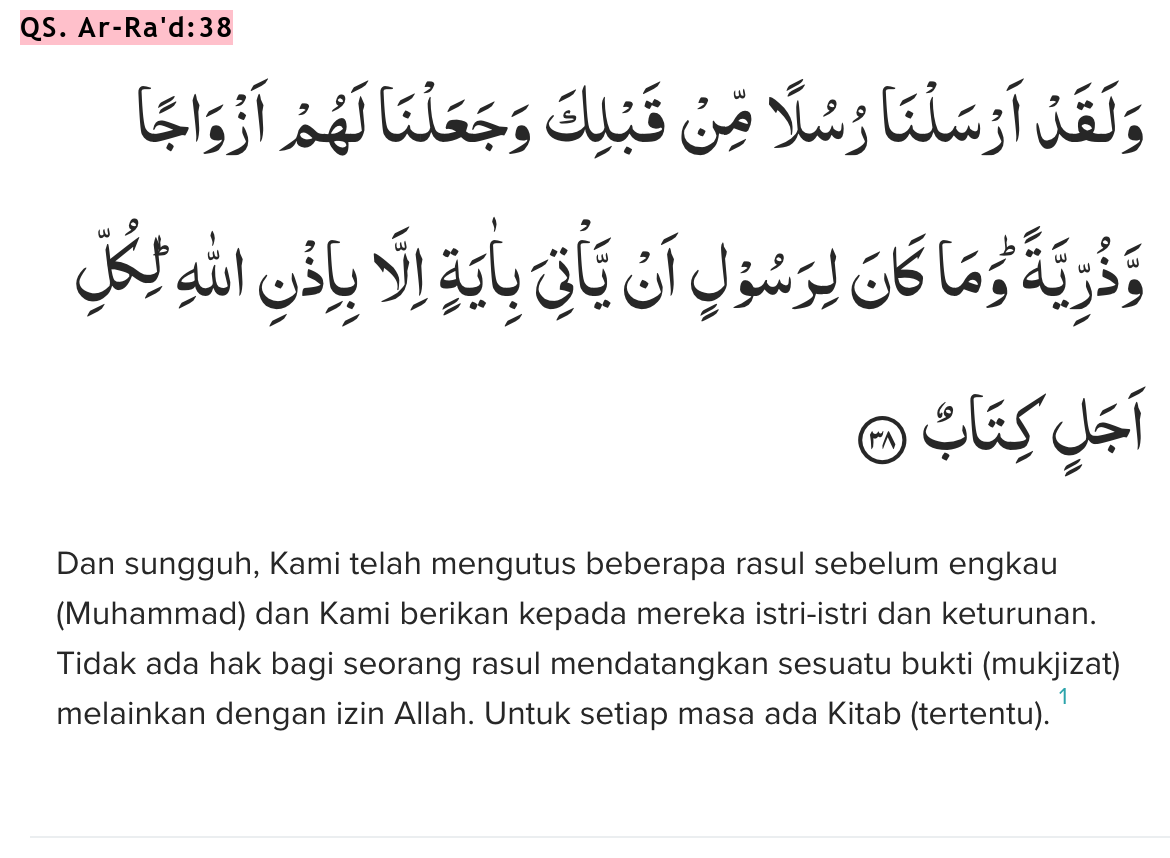 QS. Ar-Ra'd:38
وَلَقَدْ اَرْسَلْنَا رُسُلًا مِّنْ قَبْلِكَ وَجَعَلْنَا لَهُمْ اَزْوَاجًا
وَّذُرِّيَّةً ۗوَمَا كَانَ لِرَسُوْلٍ اَنْ يَّأْتِيَ بِاٰيَةٍ اِلَّا بِاِذْنِ اللّٰهِ ۗلِكُلِّ
اَجَلٍ كِتَابٌ ٣٨
Dan sungguh, Kami telah mengutus beberapa rasul sebelum engkau
(Muhammad) dan Kami berikan kepada mereka istri-istri dan keturunan.
Tidak ada hak bagi seorang rasul mendatangkan sesuatu bukti (mukjizat)
melainkan dengan izin Allah. Untuk setiap masa ada Kitab (tertentu). 1